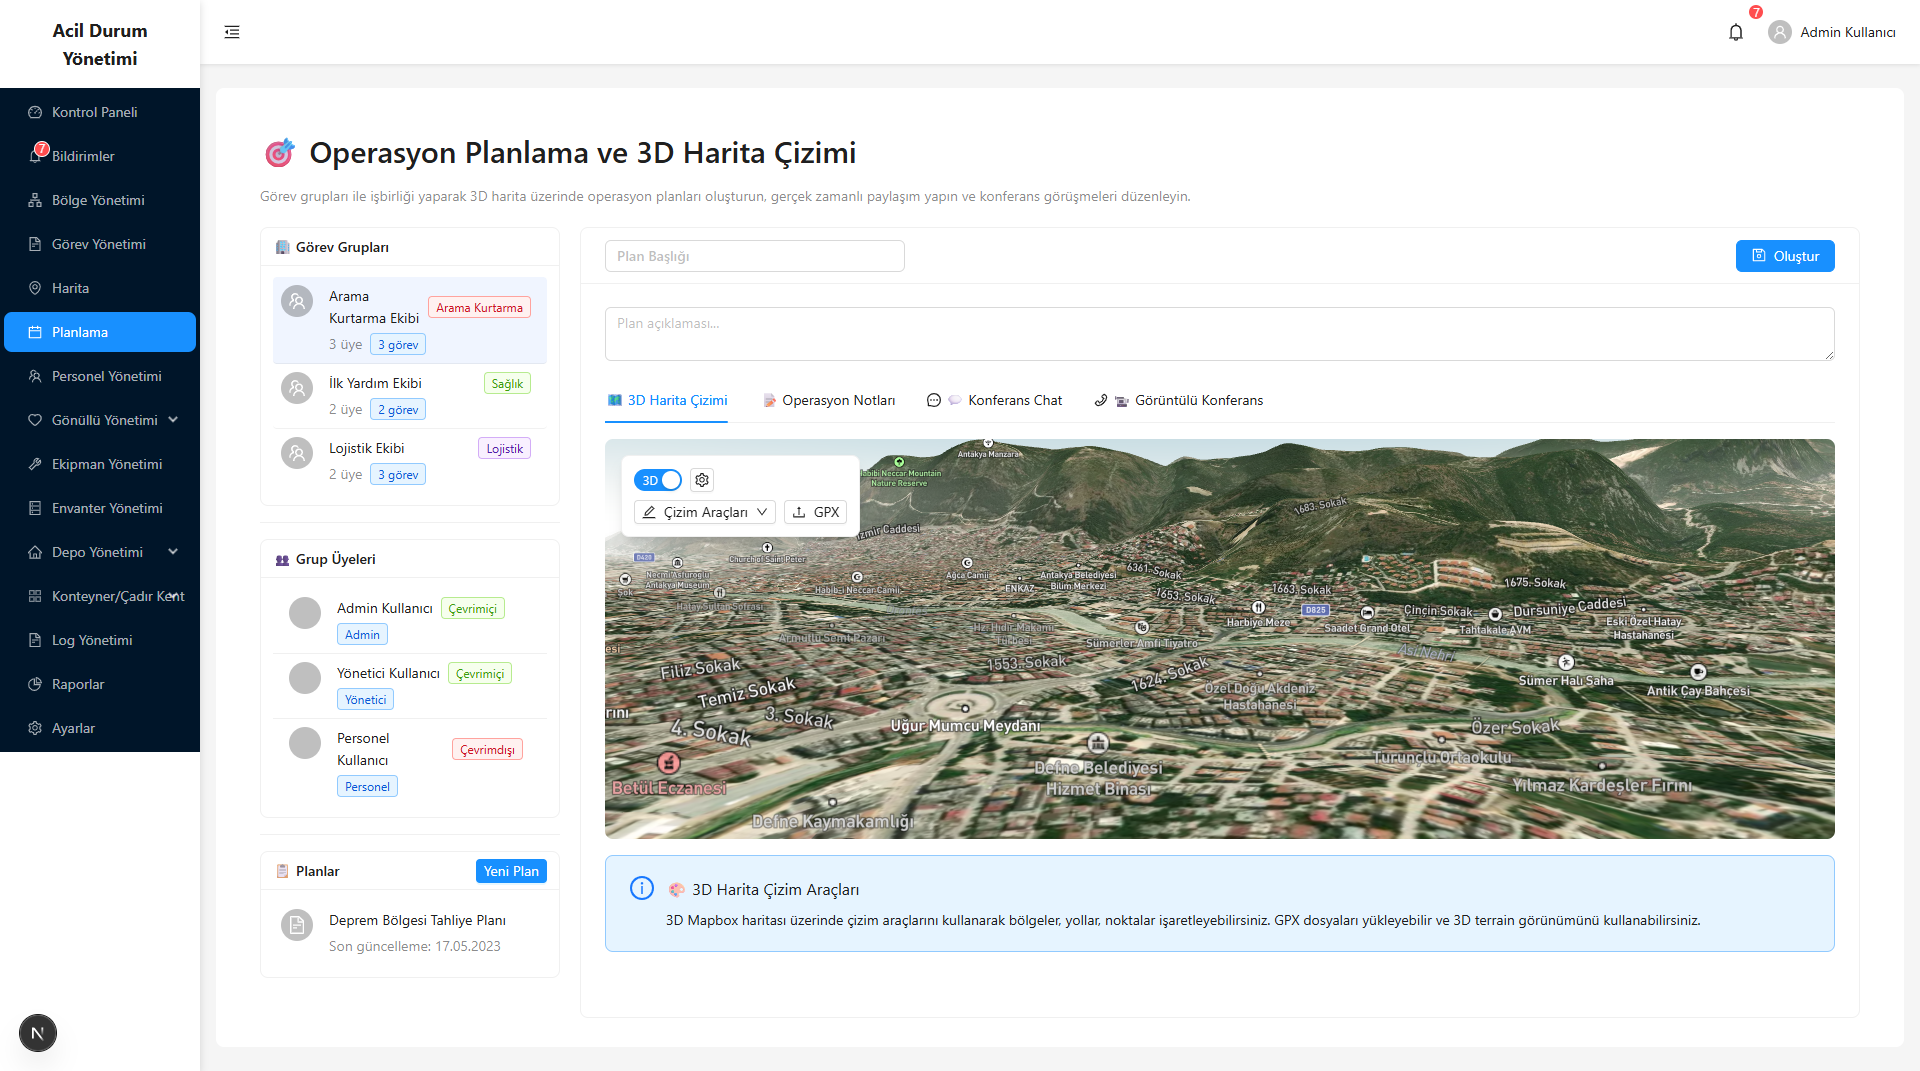 Acil Durum
Yönetimi
7
Admin Kullanıcı
Kontrol Paneli
7
Bildirimler
Bölge Yönetimi
Görev Yönetimi
Harita
Planlama
Personel Yönetimi
Gönüllü Yönetimi
Ekipman Yönetimi
Envanter Yönetimi
Depo Yönetimi
Konteyner/Çadır Kent
Log Yönetimi
Raporlar
Ayarlar
N
Operasyon Planlama ve 3D Harita Çizimi
Görev grupları ile işbirliği yaparak 3D harita üzerinde operasyon planları oluşturun, gerçek zamanlı paylaşım yapın ve konferans görüşmeleri düzenleyin.
Görev Grupları
Arama
Kurtarma Ekibi
Arama Kurtarma
3 üye
3 görev
İlk Yardım Ekibi
Sağlık
2 üye
2 görev
Lojistik Ekibi
Lojistik
2 üye
3 görev
Grup Üyeleri
Admin Kullanıcı
Çevrimiçi
Admin
Yönetici Kullanıcı
Çevrimiçi
Yönetici
Personel
Kullanıcı
Çevrimdışı
Personel
Planlar
Yeni Plan
Deprem Bölgesi Tahliye Planı
Son güncelleme: 17.05.2023
Plan Başlığı
Oluştur
Plan açıklaması...
3D Harita Çizimi
Operasyon Notları
Konferans Chat
Görüntülü Konferans
3D
Çizim Araçları
GPX
Antakya Manzara
Habibi Neccar Mountain
Nature Reserve
1683. Sokak
İzmir Caddesi
D420
Church of Saint Peter
Necmi Asfuroğlu
Antakya Museum
Şok
Habib-i Neccar Camii
Ağca Camii
ENKAZ
Antakya Belediyesi
Bilim Merkezi
6361. Sokak
1653. Sokak
1663. Sokak
1675. Sokak
D825
Hatay Sultan Sofrası
Harbiye Meze
Saadet Grand Otel
Çinçin Sokak
Tahtakale AVM
Dursuniye Caddesi
Eski Özel Hatay
Hastahanesi
Armutlu Semt Pazarı
Hz. Hıdır Makamı
Türbesi
Sümerler Amfi Tiyatro
Asi Nehri
esi
Filiz Sokak
1553. Sokak
1624. Sokak
Temiz Sokak
Sümer Halı Saha
Antik Çay Bahçesi
Özel Doğu Akdeniz
Hastahanesi
rını
3. Sokak
4. Sokak
Uğur Mumcu Meydanı
Özer Sokak
Defne Belediyesi
Hizmet Binası
Turunçlu Ortaokulu
Betül Eczanesi
Yılmaz Kardeşler Fırını
Defne Kaymakamlığı
3D Harita Çizim Araçları
3D Mapbox haritası üzerinde çizim araçlarını kullanarak bölgeler, yollar, noktalar işaretleyebilirsiniz. GPX dosyaları yükleyebilir ve 3D terrain görünümünü kullanabilirsiniz.